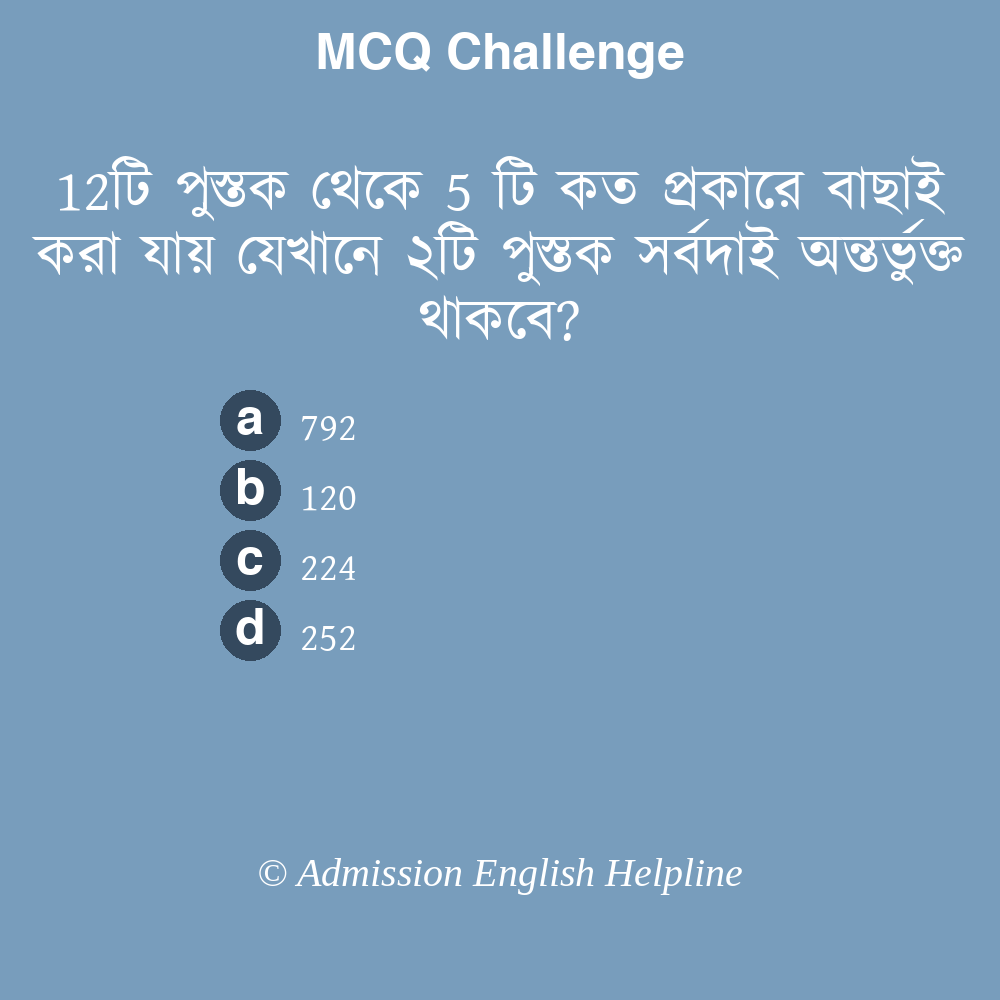 MCQ Challenge
12টি পুস্তক থেকে 5 টি কত প্রকারে বাছাই
করা যায় যেখানে ২টি পুস্তক সর্বদাই অন্তর্ভুক্ত
থাকবে?
a 792
b 120
c 224
d 252
© Admission English Helpline